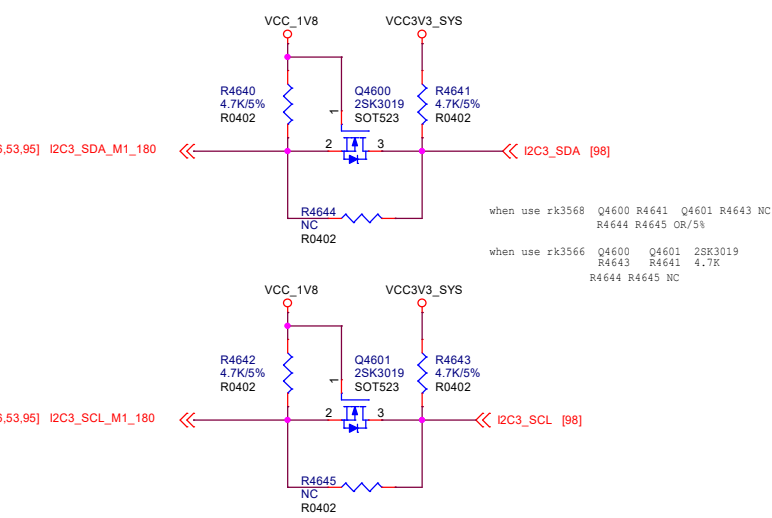 VCC_1V8
VCC3V3_SYS
R4640
4.7K/5%
R0402
Q4600
2SK3019
SOT523
R4641
4.7K/5%
R0402
1
2
3
6,53,95] I2C3_SDA_M1_180
I2C3_SDA [98]
R4644
NC
R0402
when use rk3568 Q4600 R4641 Q4601 R4643 NC
R4644 R4645 OR/5%
when use rk3566 Q4600 Q4601 2SK3019
R4643 R4641 4.7K
R4644 R4645 NC
VCC_1V8
VCC3V3_SYS
R4642
4.7K/5%
R0402
Q4601
2SK3019
SOT523
R4643
4.7K/5%
R0402
1
2
3
6,53,95] I2C3_SCL_M1_180
I2C3_SCL [98]
R4645
NC
R0402